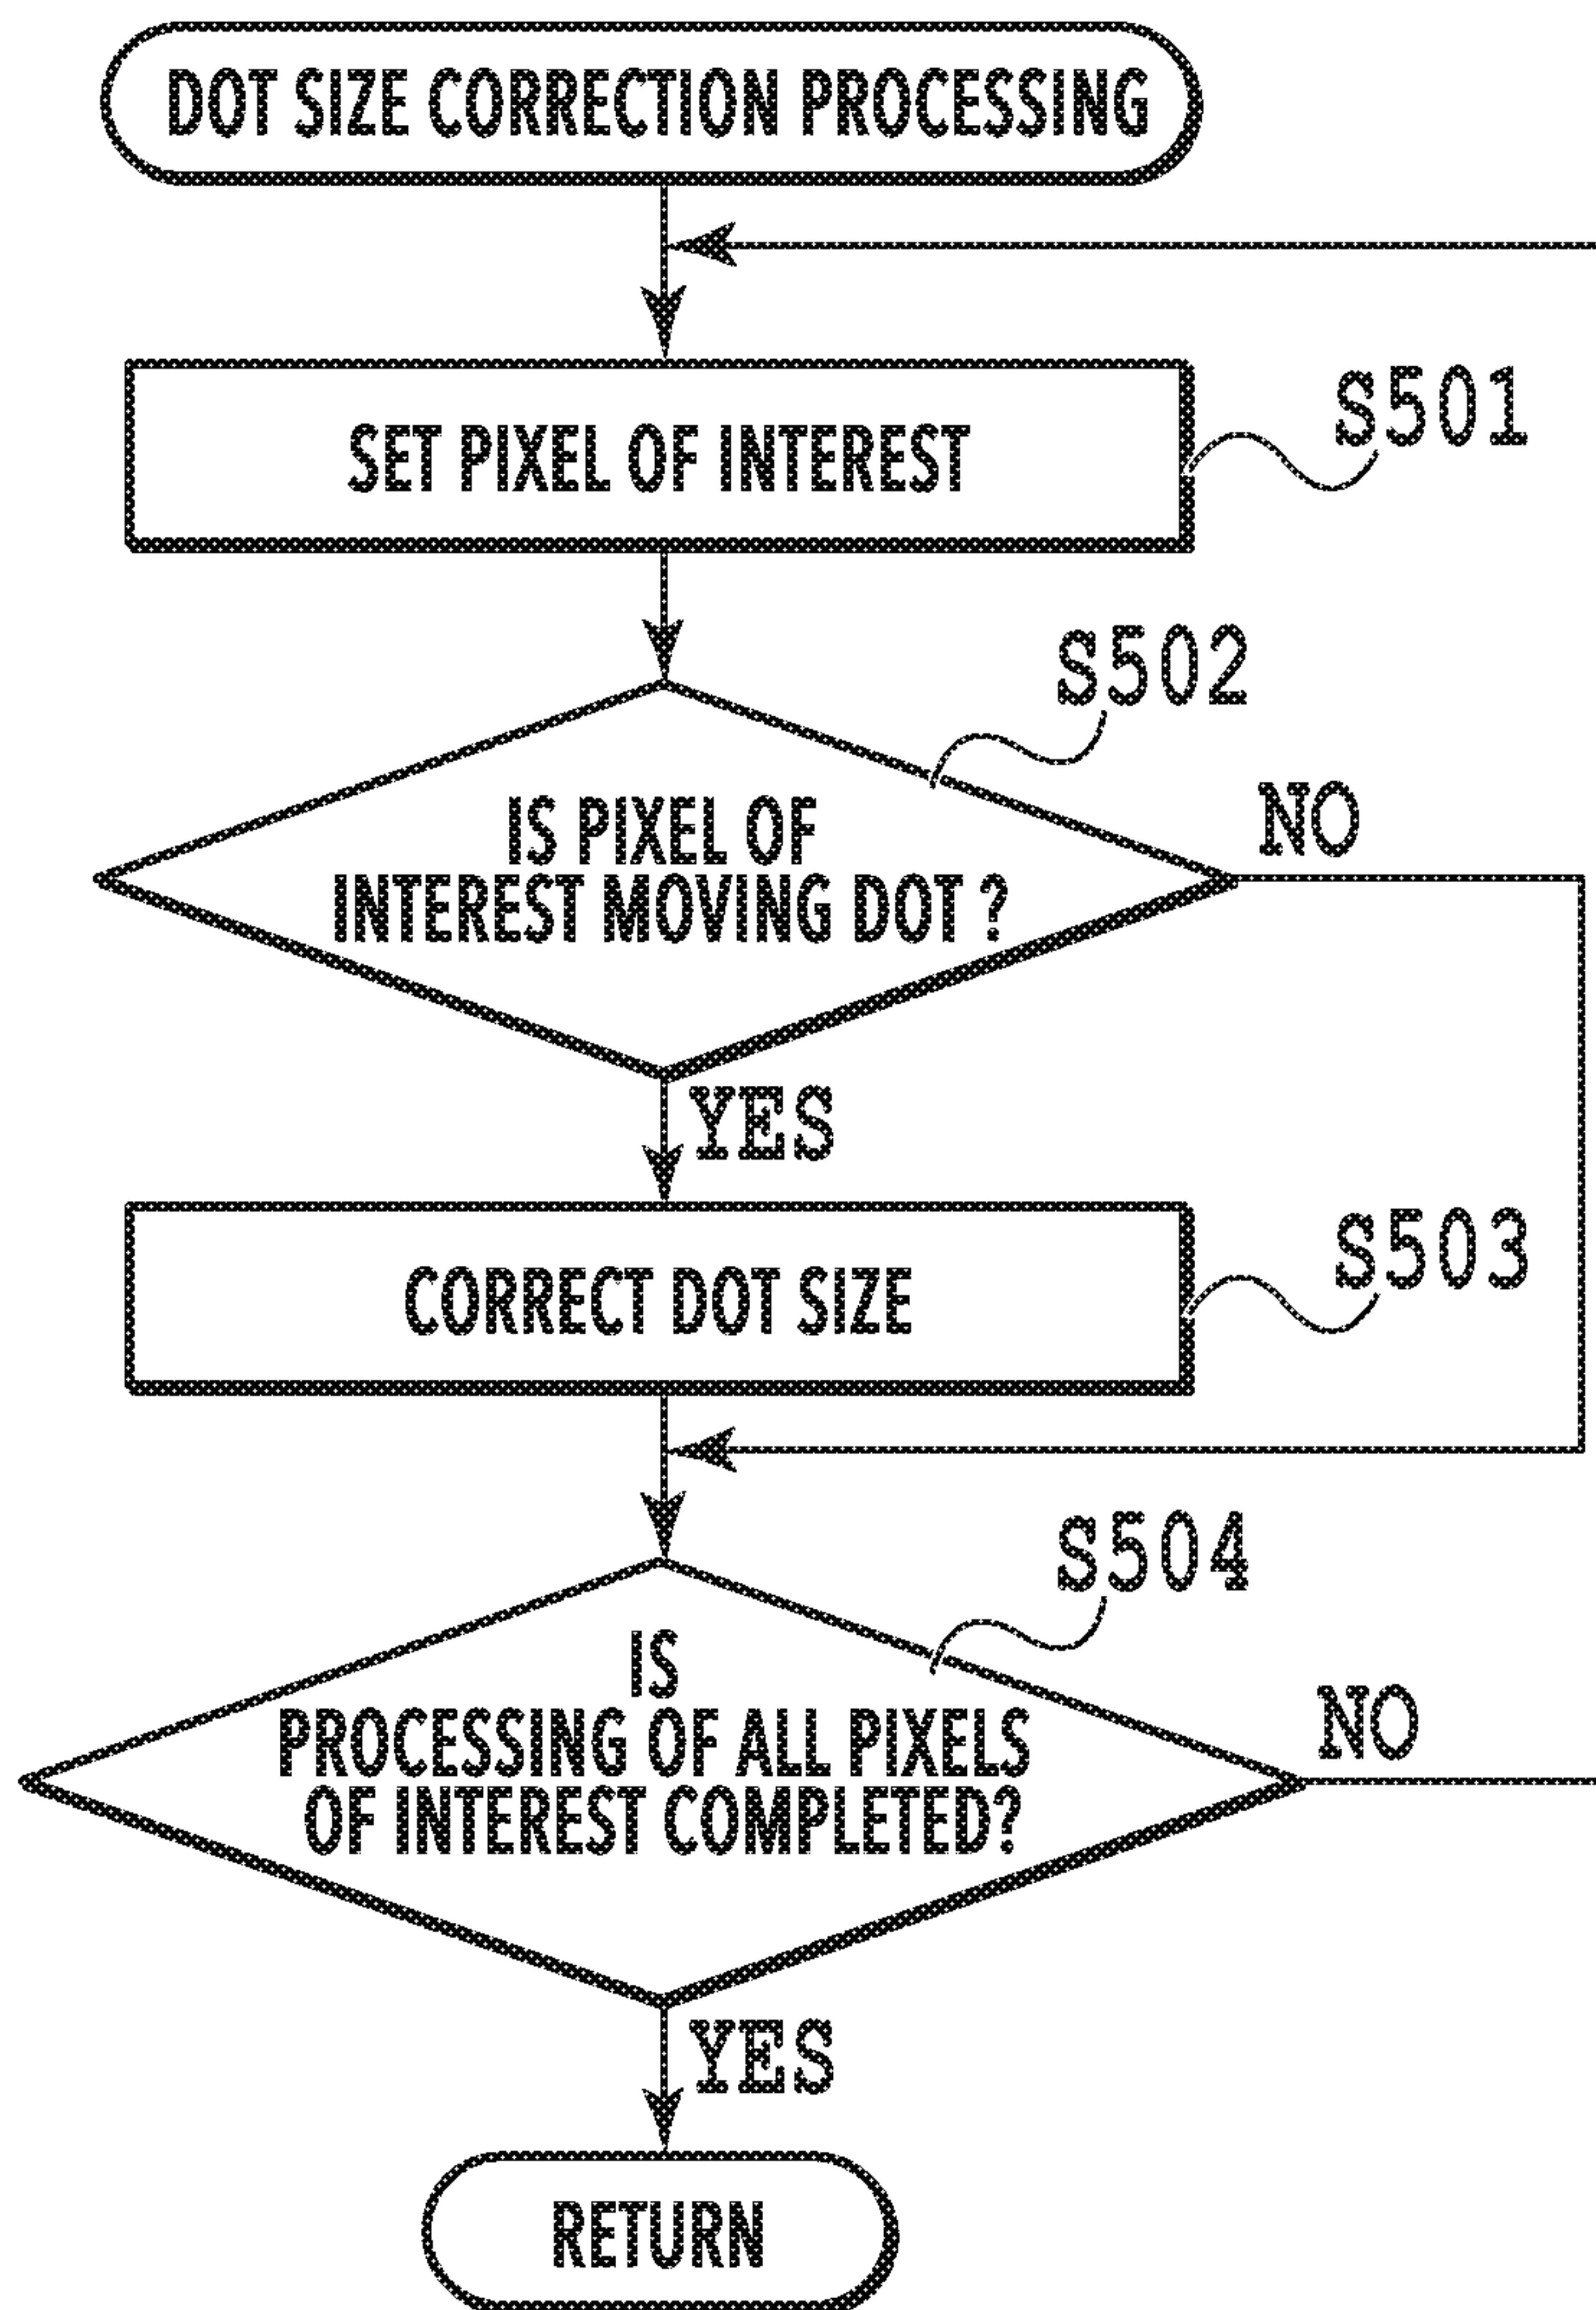 DOT SIZE CORRECTION PROCESSING
SET PIXEL OF INTEREST
S501
S502
IS PIXEL OF
INTEREST MOVING DOT ?
NO
YES
CORRECT DOT SIZE
S503
S504
IS
PROCESSING OF ALL PIXELS
OF INTEREST COMPLETED?
NO
YES
RETURN